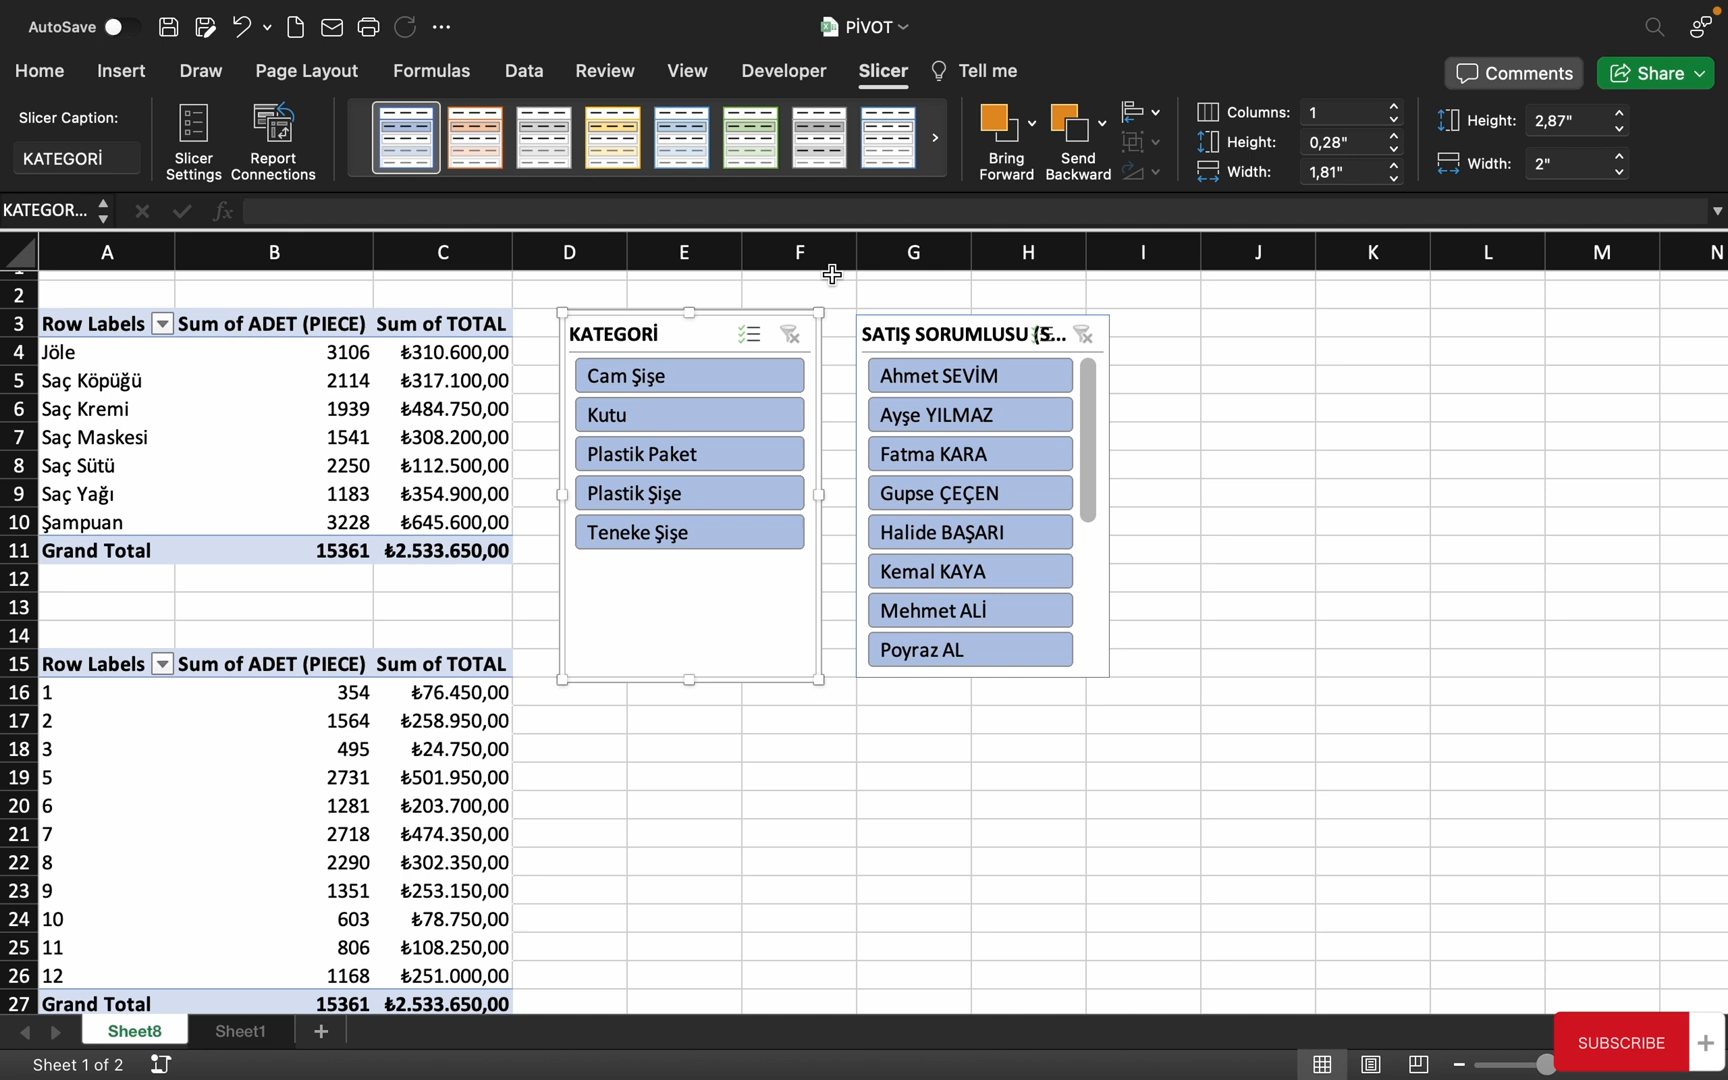 AutoSave
PİVOT
Home Insert Draw Page Layout Formulas Data Review View Developer Slicer Tell me
Comments Share
Slicer Caption:
KATEGORİ
Slicer Settings
Report Connections
Bring Forward
Send Backward
Columns: 1
Height: 0,28"
Width: 1,81"
Height: 2,87"
Width: 2"
KATEGOR... fx
A B C D E F G H I J K L M N
2
3 Row Labels Sum of ADET (PIECE) Sum of TOTAL
4 Jöle 3106 ₺310.600,00
5 Saç Köpüğü 2114 ₺317.100,00
6 Saç Kremi 1939 ₺484.750,00
7 Saç Maskesi 1541 ₺308.200,00
8 Saç Sütü 2250 ₺112.500,00
9 Saç Yağı 1183 ₺354.900,00
10 Şampuan 3228 ₺645.600,00
11 Grand Total 15361 ₺2.533.650,00
12
13
14
15 Row Labels Sum of ADET (PIECE) Sum of TOTAL
16 1 354 ₺76.450,00
17 2 1564 ₺258.950,00
18 3 495 ₺24.750,00
19 5 2731 ₺501.950,00
20 6 1281 ₺203.700,00
21 7 2718 ₺474.350,00
22 8 2290 ₺302.350,00
23 9 1351 ₺253.150,00
24 10 603 ₺78.750,00
25 11 806 ₺108.250,00
26 12 1168 ₺251.000,00
27 Grand Total 15361 ₺2.533.650,00
KATEGORİ
Cam Şişe
Kutu
Plastik Paket
Plastik Şişe
Teneke Şişe
SATIŞ SORUMLUSU (S...
Ahmet SEVİM
Ayşe YILMAZ
Fatma KARA
Gupse ÇEÇEN
Halide BAŞARI
Kemal KAYA
Mehmet ALİ
Poyraz AL
Sheet8 Sheet1
Sheet 1 of 2
SUBSCRIBE